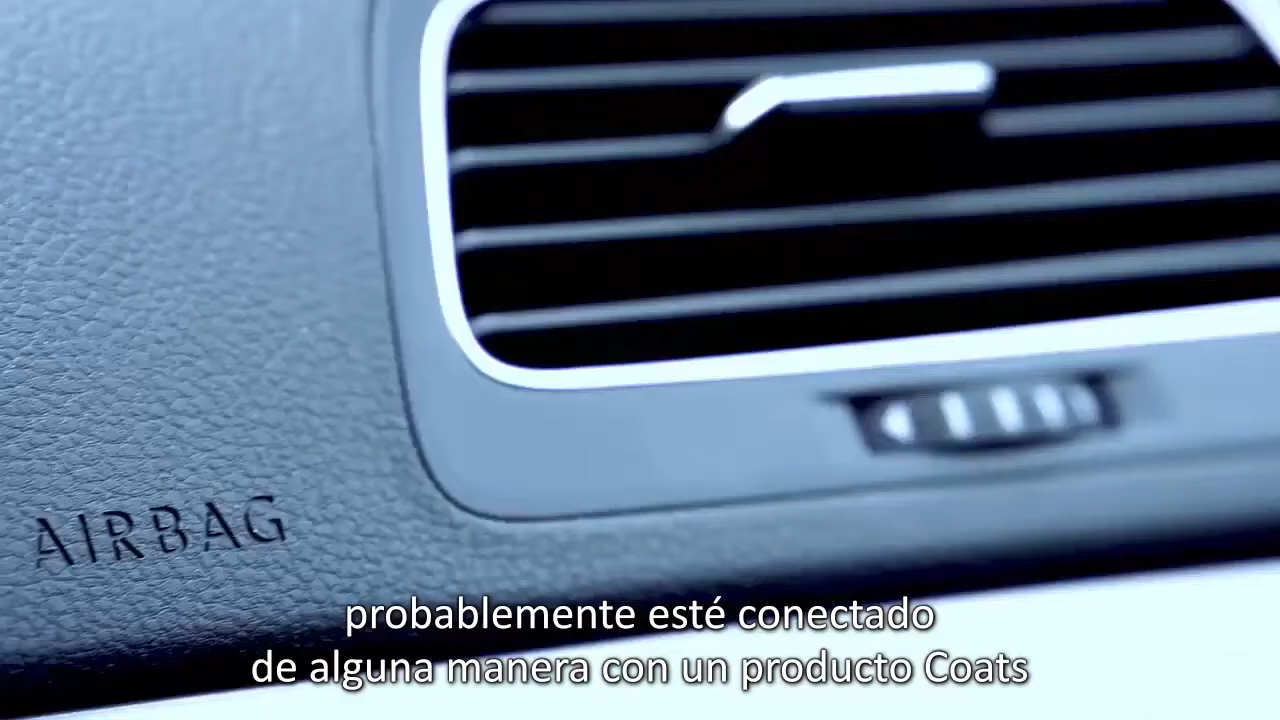 AIRBAG
probablemente esté conectado
de alguna manera con un producto Coats